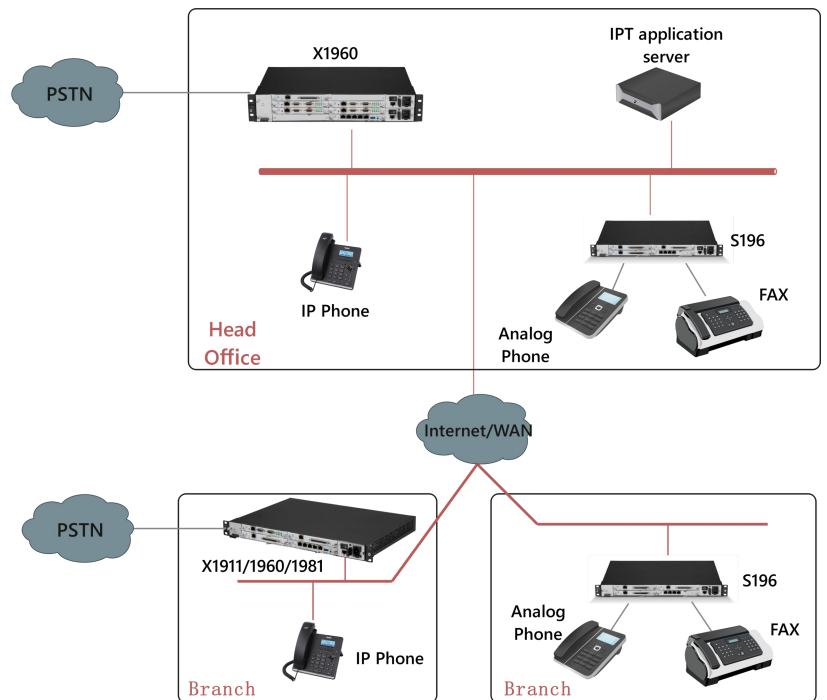 X1960
IPT application
server
PSTN
S196
IP Phone
FAX
Analog
Phone
Head
Office
Internet/WAN
PSTN
X1911/1960/1981
S196
IP Phone
Analog
Phone
FAX
Branch
Branch